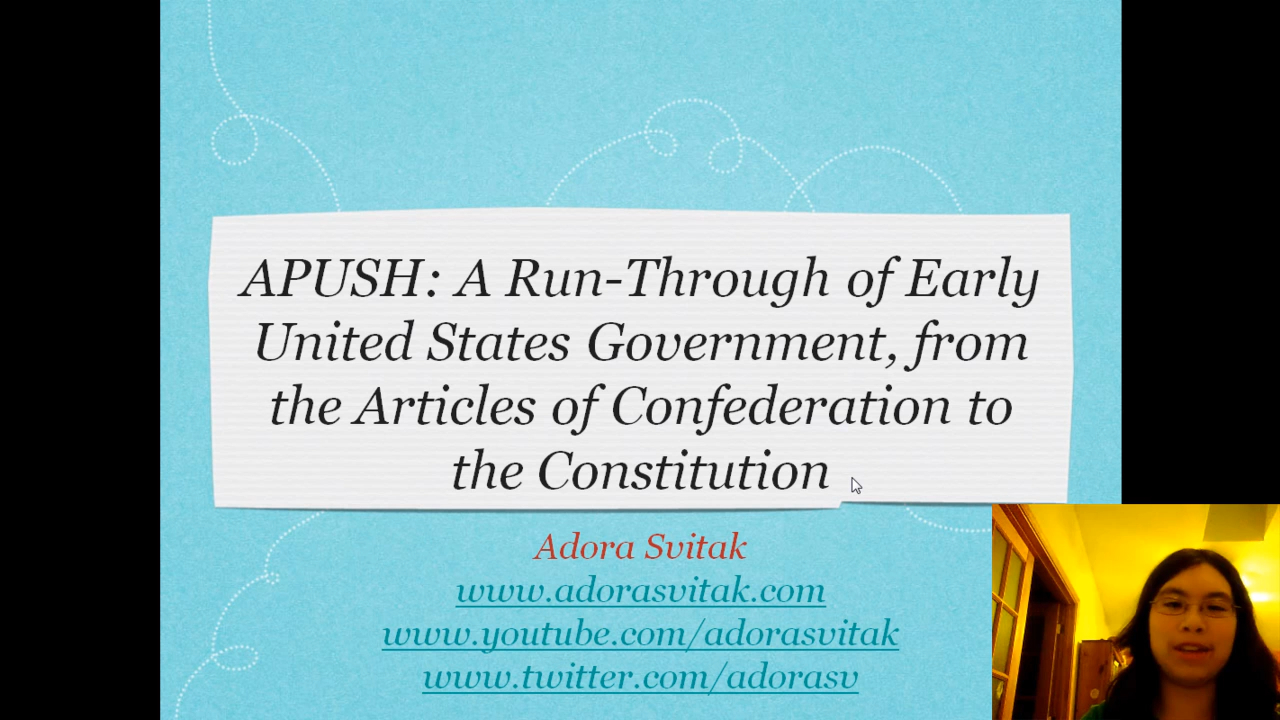 APUSH: A Run-Through of Early
United States Government, from
the Articles of Confederation to
the Constitution
Adora Svitak
www.adorasvitak.com
www.youtube.com/adorasvitak
www.twitter.com/adorasv